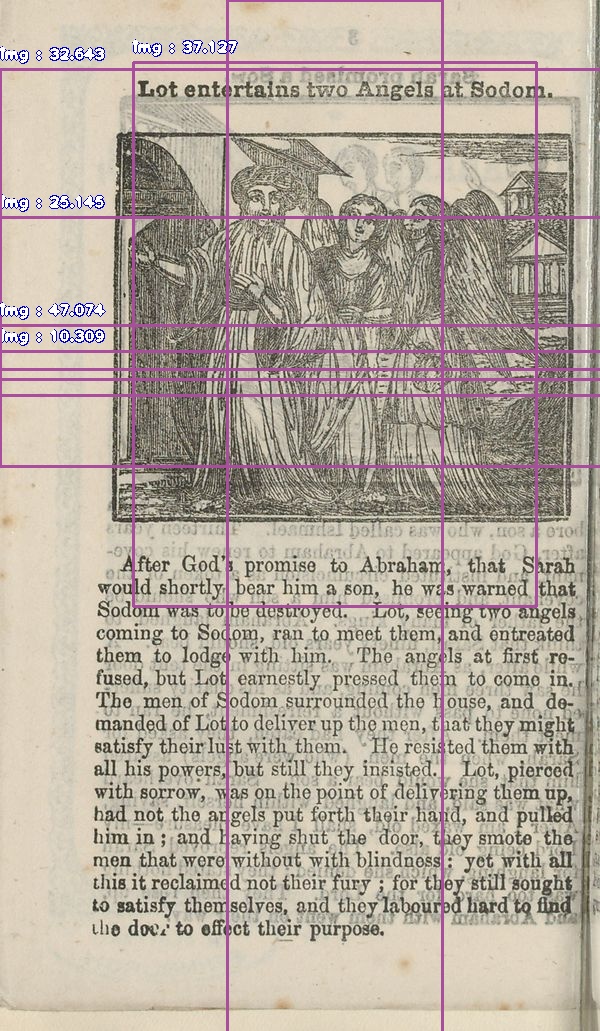 Img : 37.127
Img : 32.643
Lot entertains two Angels at Sodom.
Img : 25.145
Img : 47.074
Img : 10.309
After God's promise to Abraham, that Sarah
would shortly bear him a son, he was warned that
Sodom was to be destroyed. Lot, seeing two angels
coming to Sodom, ran to meet them, and entreated
them to lodge with him. The angels at first re-
fused, but Lot earnestly pressed them to come in.
The men of Sodom surrounded the house, and de-
manded of Lot to deliver up the men, that they might
satisfy their lust with them. He resisted them with
all his powers, but still they insisted. Lot, pierced
with sorrow, was on the point of delivering them up,
had not the angels put forth their hand, and pulled
him in ; and having shut the door, they smote the
men that were without with blindness : yet with all
this it reclaimed not their fury ; for they still sought
to satisfy themselves, and they laboured hard to find
the door to effect their purpose.